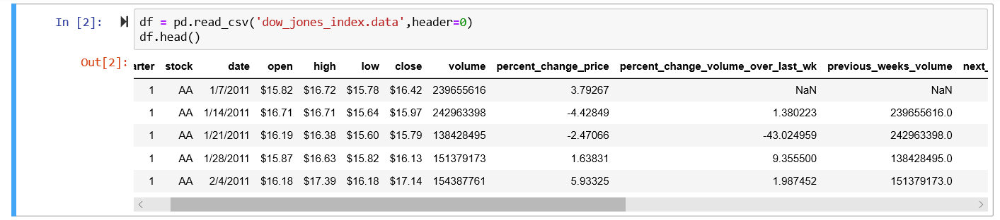 In [2]: df = pd.read_csv('dow_jones_index.data',header=0)
df.head()
Out[2]: arter stock date open high low close volume percent_change_price percent_change_volume_over_last_wk previous_weeks_volume next_
1 AA 1/7/2011 $15.82 $16.72 $15.78 $16.42 239655616 3.79267 NaN NaN
1 AA 1/14/2011 $16.71 $16.71 $15.64 $15.97 242963398 -4.42849 1.380223 239655616.0
1 AA 1/21/2011 $16.19 $16.38 $15.60 $15.79 138428495 -2.47066 -43.024959 242963398.0
1 AA 1/28/2011 $15.87 $16.63 $15.82 $16.13 151379173 1.63831 9.355500 138428495.0
1 AA 2/4/2011 $16.18 $17.39 $16.18 $17.14 154387761 5.93325 1.987452 151379173.0